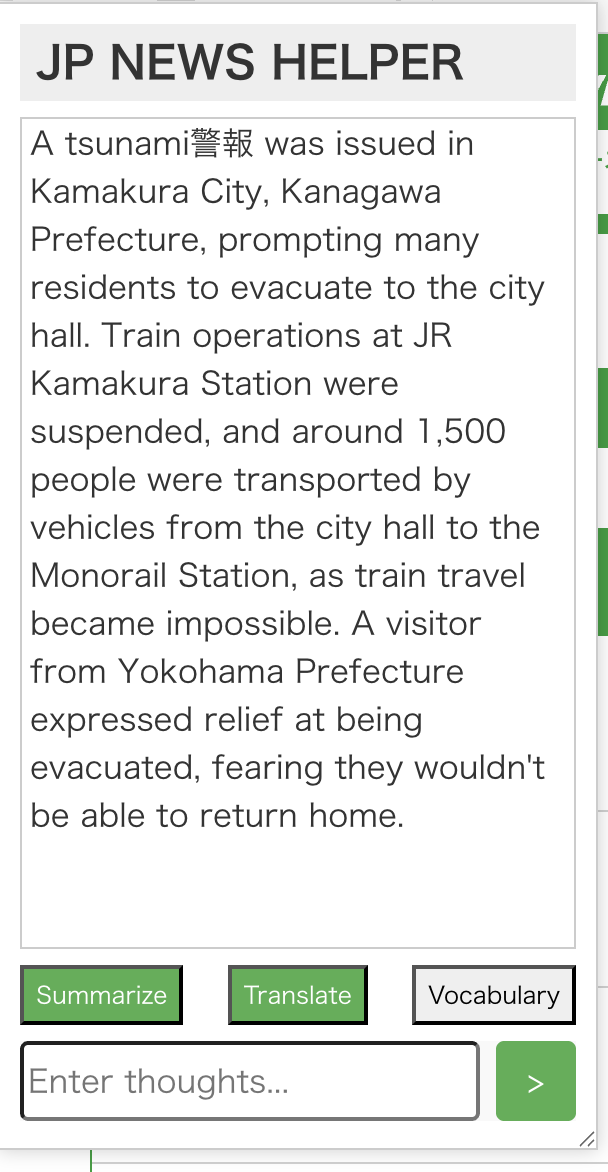 JP NEWS HELPER
A tsunami警報 was issued in
Kamakura City, Kanagawa
Prefecture, prompting many
residents to evacuate to the city
hall. Train operations at JR
Kamakura Station were
suspended, and around 1,500
people were transported by
vehicles from the city hall to the
Monorail Station, as train travel
became impossible. A visitor
from Yokohama Prefecture
expressed relief at being
evacuated, fearing they wouldn't
be able to return home.
Summarize Translate Vocabulary
Enter thoughts... >